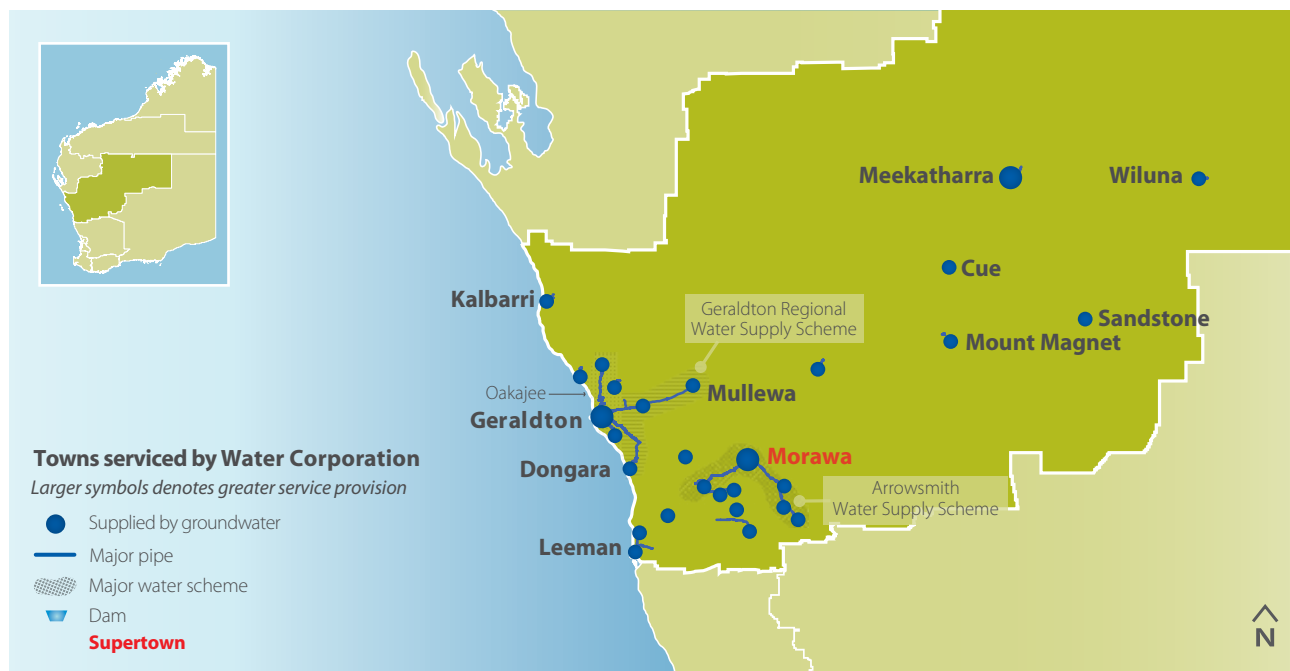 Meekatharra
Wiluna
Cue
Kalbarri
Geraldton Regional
Water Supply Scheme
Sandstone
Mount Magnet
Oakajee
Mullewa
Geraldton
Towns serviced by Water Corporation
Larger symbols denotes greater service provision
Supplied by groundwater
Major pipe
Major water scheme
Dam
Supertown
Dongara
Morawa
Arrowsmith
Water Supply Scheme
Leeman
N